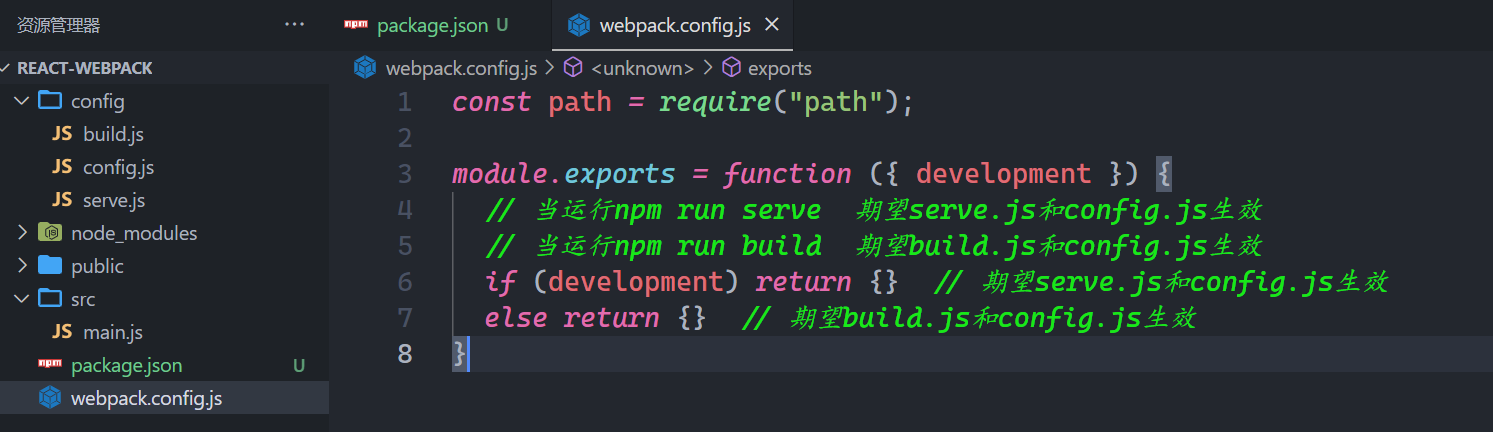 资源管理器 ···
package.json U
webpack.config.js ×
REACT-WEBPACK
config
JS build.js
JS config.js
JS serve.js
node_modules
public
src
JS main.js
package.json U
webpack.config.js
webpack.config.js > <unknown> > exports
1 const path = require("path");
2
3 module.exports = function ({ development }) {
4 // 当运行npm run serve 期望serve.js和config.js生效
5 // 当运行npm run build 期望build.js和config.js生效
6 if (development) return {} // 期望serve.js和config.js生效
7 else return {} // 期望build.js和config.js生效
8 }